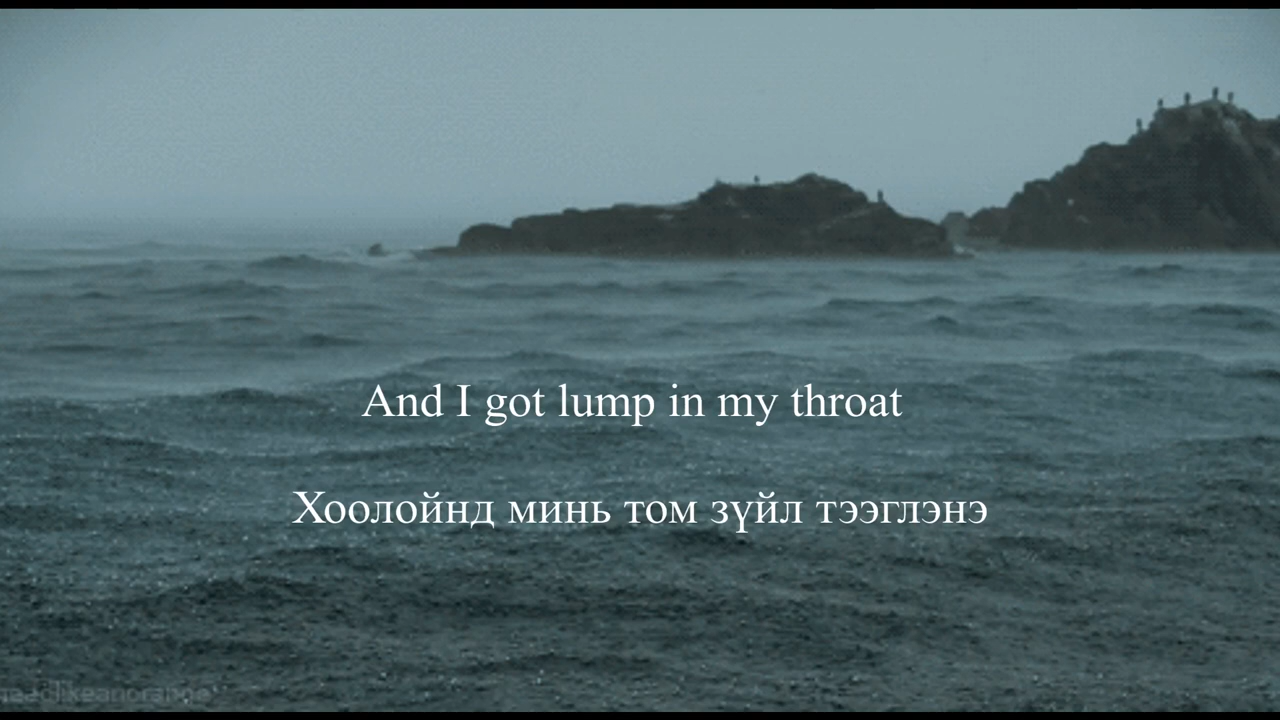 And I got lump in my throat
Хоолойнд минь том зүйл тээглэнэ